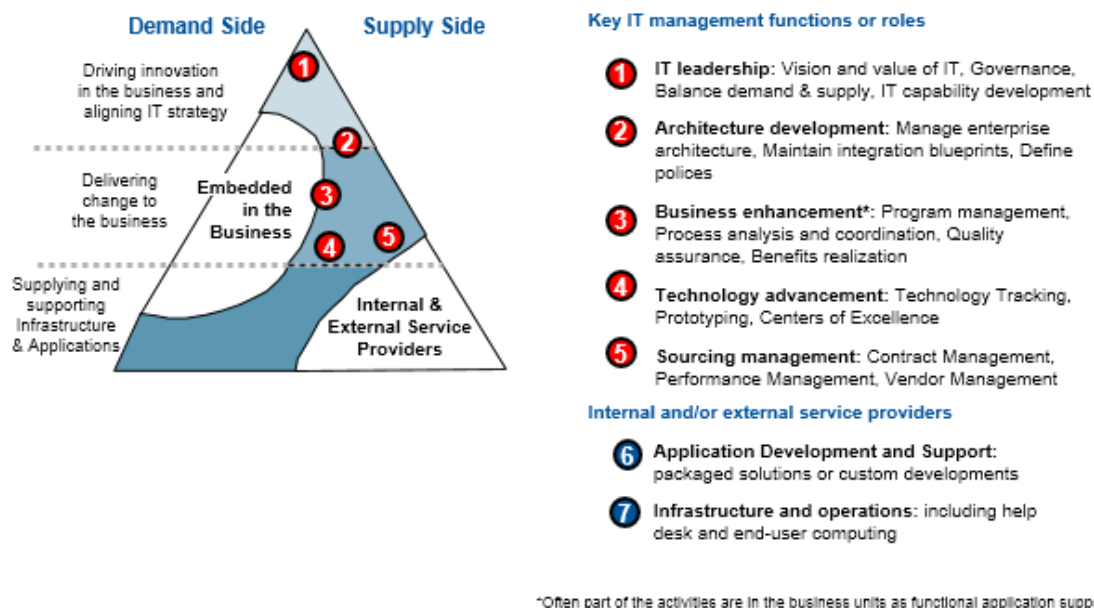 Demand Side
Supply Side
Driving innovation
in the business and
aligning IT strategy
Delivering
change to
the business
Supplying and
supporting
Infrastructure
& Applications
1
2
3
4
5
Embedded
in the
Business
Internal &
External Service
Providers
Key IT management functions or roles
1 IT leadership: Vision and value of IT, Governance,
Balance demand & supply, IT capability development
2 Architecture development: Manage enterprise
architecture, Maintain integration blueprints, Define
polices
3 Business enhancement*: Program management,
Process analysis and coordination, Quality
assurance, Benefits realization
4 Technology advancement: Technology Tracking,
Prototyping, Centers of Excellence
5 Sourcing management: Contract Management,
Performance Management, Vendor Management
Internal and/or external service providers
6 Application Development and Support:
packaged solutions or custom developments
7 Infrastructure and operations: including help
desk and end-user computing
*Often part of the activities are in the business units as functional application supp